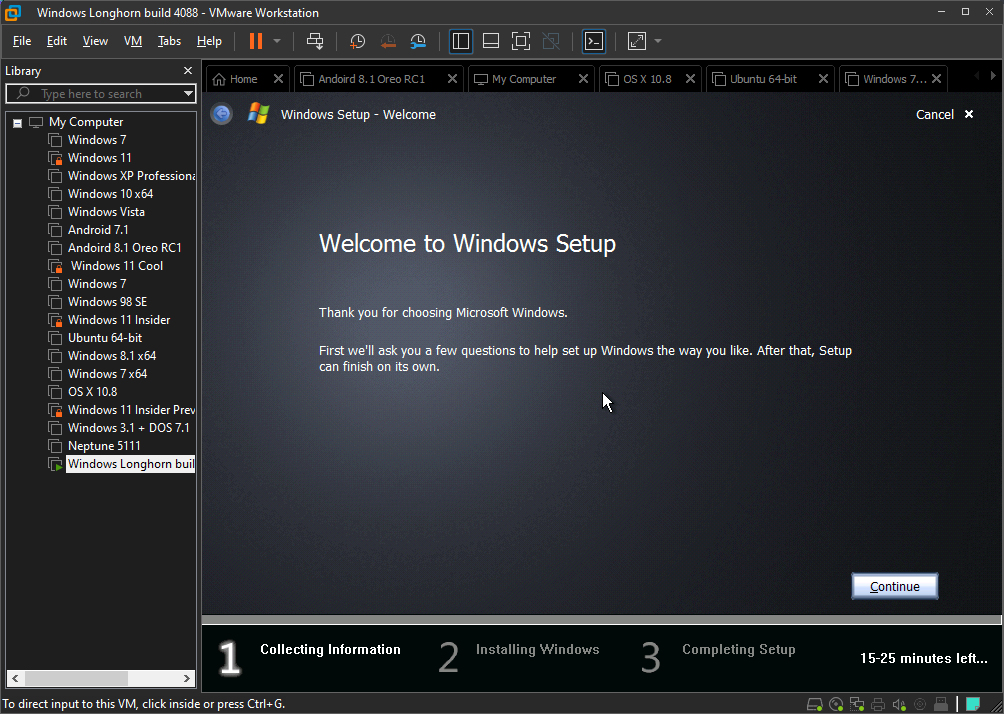 Windows Longhorn build 4088 - VMware Workstation
File Edit View VM Tabs Help
Library
Type here to search
My Computer
Windows 7
Windows 11
Windows XP Professiona
Windows 10 x64
Windows Vista
Android 7.1
Andoird 8.1 Oreo RC1
Windows 11 Cool
Windows 7
Windows 98 SE
Windows 11 Insider
Ubuntu 64-bit
Windows 8.1 x64
Windows 7 x64
OS X 10.8
Windows 11 Insider Prev
Windows 3.1 + DOS 7.1
Neptune 5111
Windows Longhorn buil
Home Andoird 8.1 Oreo RC1 My Computer OS X 10.8 Ubuntu 64-bit Windows 7...
Windows Setup - Welcome Cancel
Welcome to Windows Setup
Thank you for choosing Microsoft Windows.
First we'll ask you a few questions to help set up Windows the way you like. After that, Setup
can finish on its own.
Continue
1 Collecting Information 2 Installing Windows 3 Completing Setup
15-25 minutes left...
To direct input to this VM, click inside or press Ctrl+G.